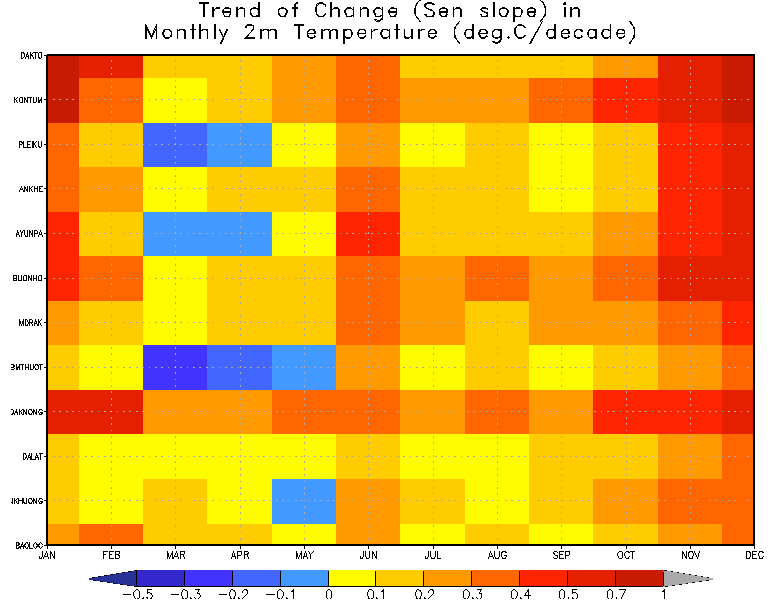 Trend of Change (Sen slope) in
Monthly 2m Temperature (deg.C/decade)
DAKTO
KONTUM
PLEIKU
ANKHE
AYUNPA
BUONHO
MDRAK
BMTHUOT
DAKNONG
DALAT
IKHUONG
BAOLOC
JAN FEB MAR APR MAY JUN JUL AUG SEP OCT NOV DEC
-0.5 -0.3 -0.2 -0.1 0 0.1 0.2 0.3 0.4 0.5 0.7 1